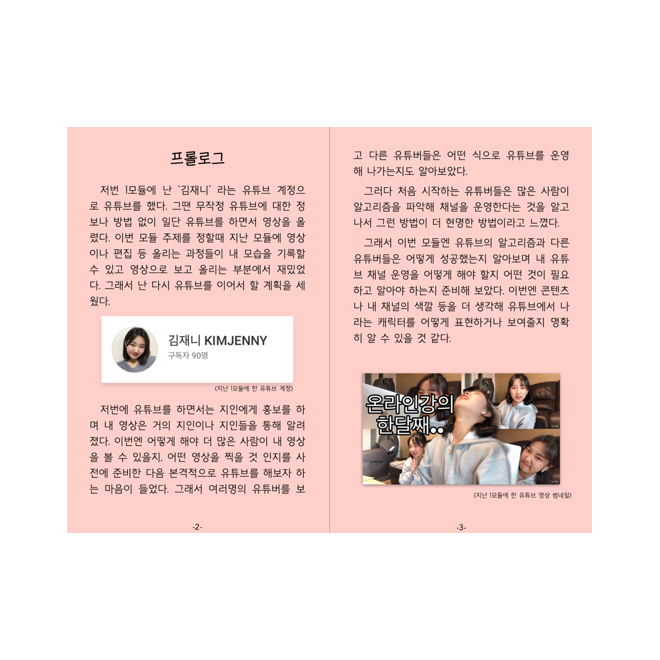 프롤로그
저번 1모듈에 난 '김재니' 라는 유튜브 계정으
로 유튜브를 했다. 그땐 무작정 유튜브에 대한 정
보나 방법 없이 일단 유튜브를 하면서 영상을 올
렸다. 이번 모듈 주제를 정할때 지난 모듈에 영상
이나 편집 등 올리는 과정들이 내 모습을 기록할
수 있고 영상으로 보고 올리는 부분에서 재밌었
다. 그래서 난 다시 유튜브를 이어서 할 계획을 세
웠다.
김재니 KIMJENNY
구독자 90명
(지난 1모듈에 한 유튜브 계정)
저번에 유튜브를 하면서는 지인에게 홍보를 하
며 내 영상은 거의 지인이나 지인들을 통해 알려
졌다. 이번엔 어떻게 해야 더 많은 사람이 내 영상
을 볼 수 있을지. 어떤 영상을 찍을 것 인지를 사
전에 준비한 다음 본격적으로 유튜브를 해보자 하
는 마음이 들었다. 그래서 여러명의 유튜버를 보
-2-
고 다른 유튜버들은 어떤 식으로 유튜브를 운영
해 나가는지도 알아보았다.
그러다 처음 시작하는 유튜버들은 많은 사람이
알고리즘을 파악해 채널을 운영한다는 것을 알고
나서 그런 방법이 더 현명한 방법이라고 느꼈다.
그래서 이번 모듈엔 유튜브의 알고리즘과 다른
유튜버들은 어떻게 성공했는지 알아보며 내 유튜
브 채널 운영을 어떻게 해야 할지 어떤 것이 필요
하고 알아야 하는지 준비해 보았다. 이번엔 콘텐츠
나 내 채널의 색깔 등을 더 생각해 유튜브에서 나
라는 캐릭터를 어떻게 표현하거나 보여줄지 명확
히 알 수 있을 것 같다.
온라인강의
한달째..
(지난 1모듈에 한 유튜브 영상 썸네일)
-3-